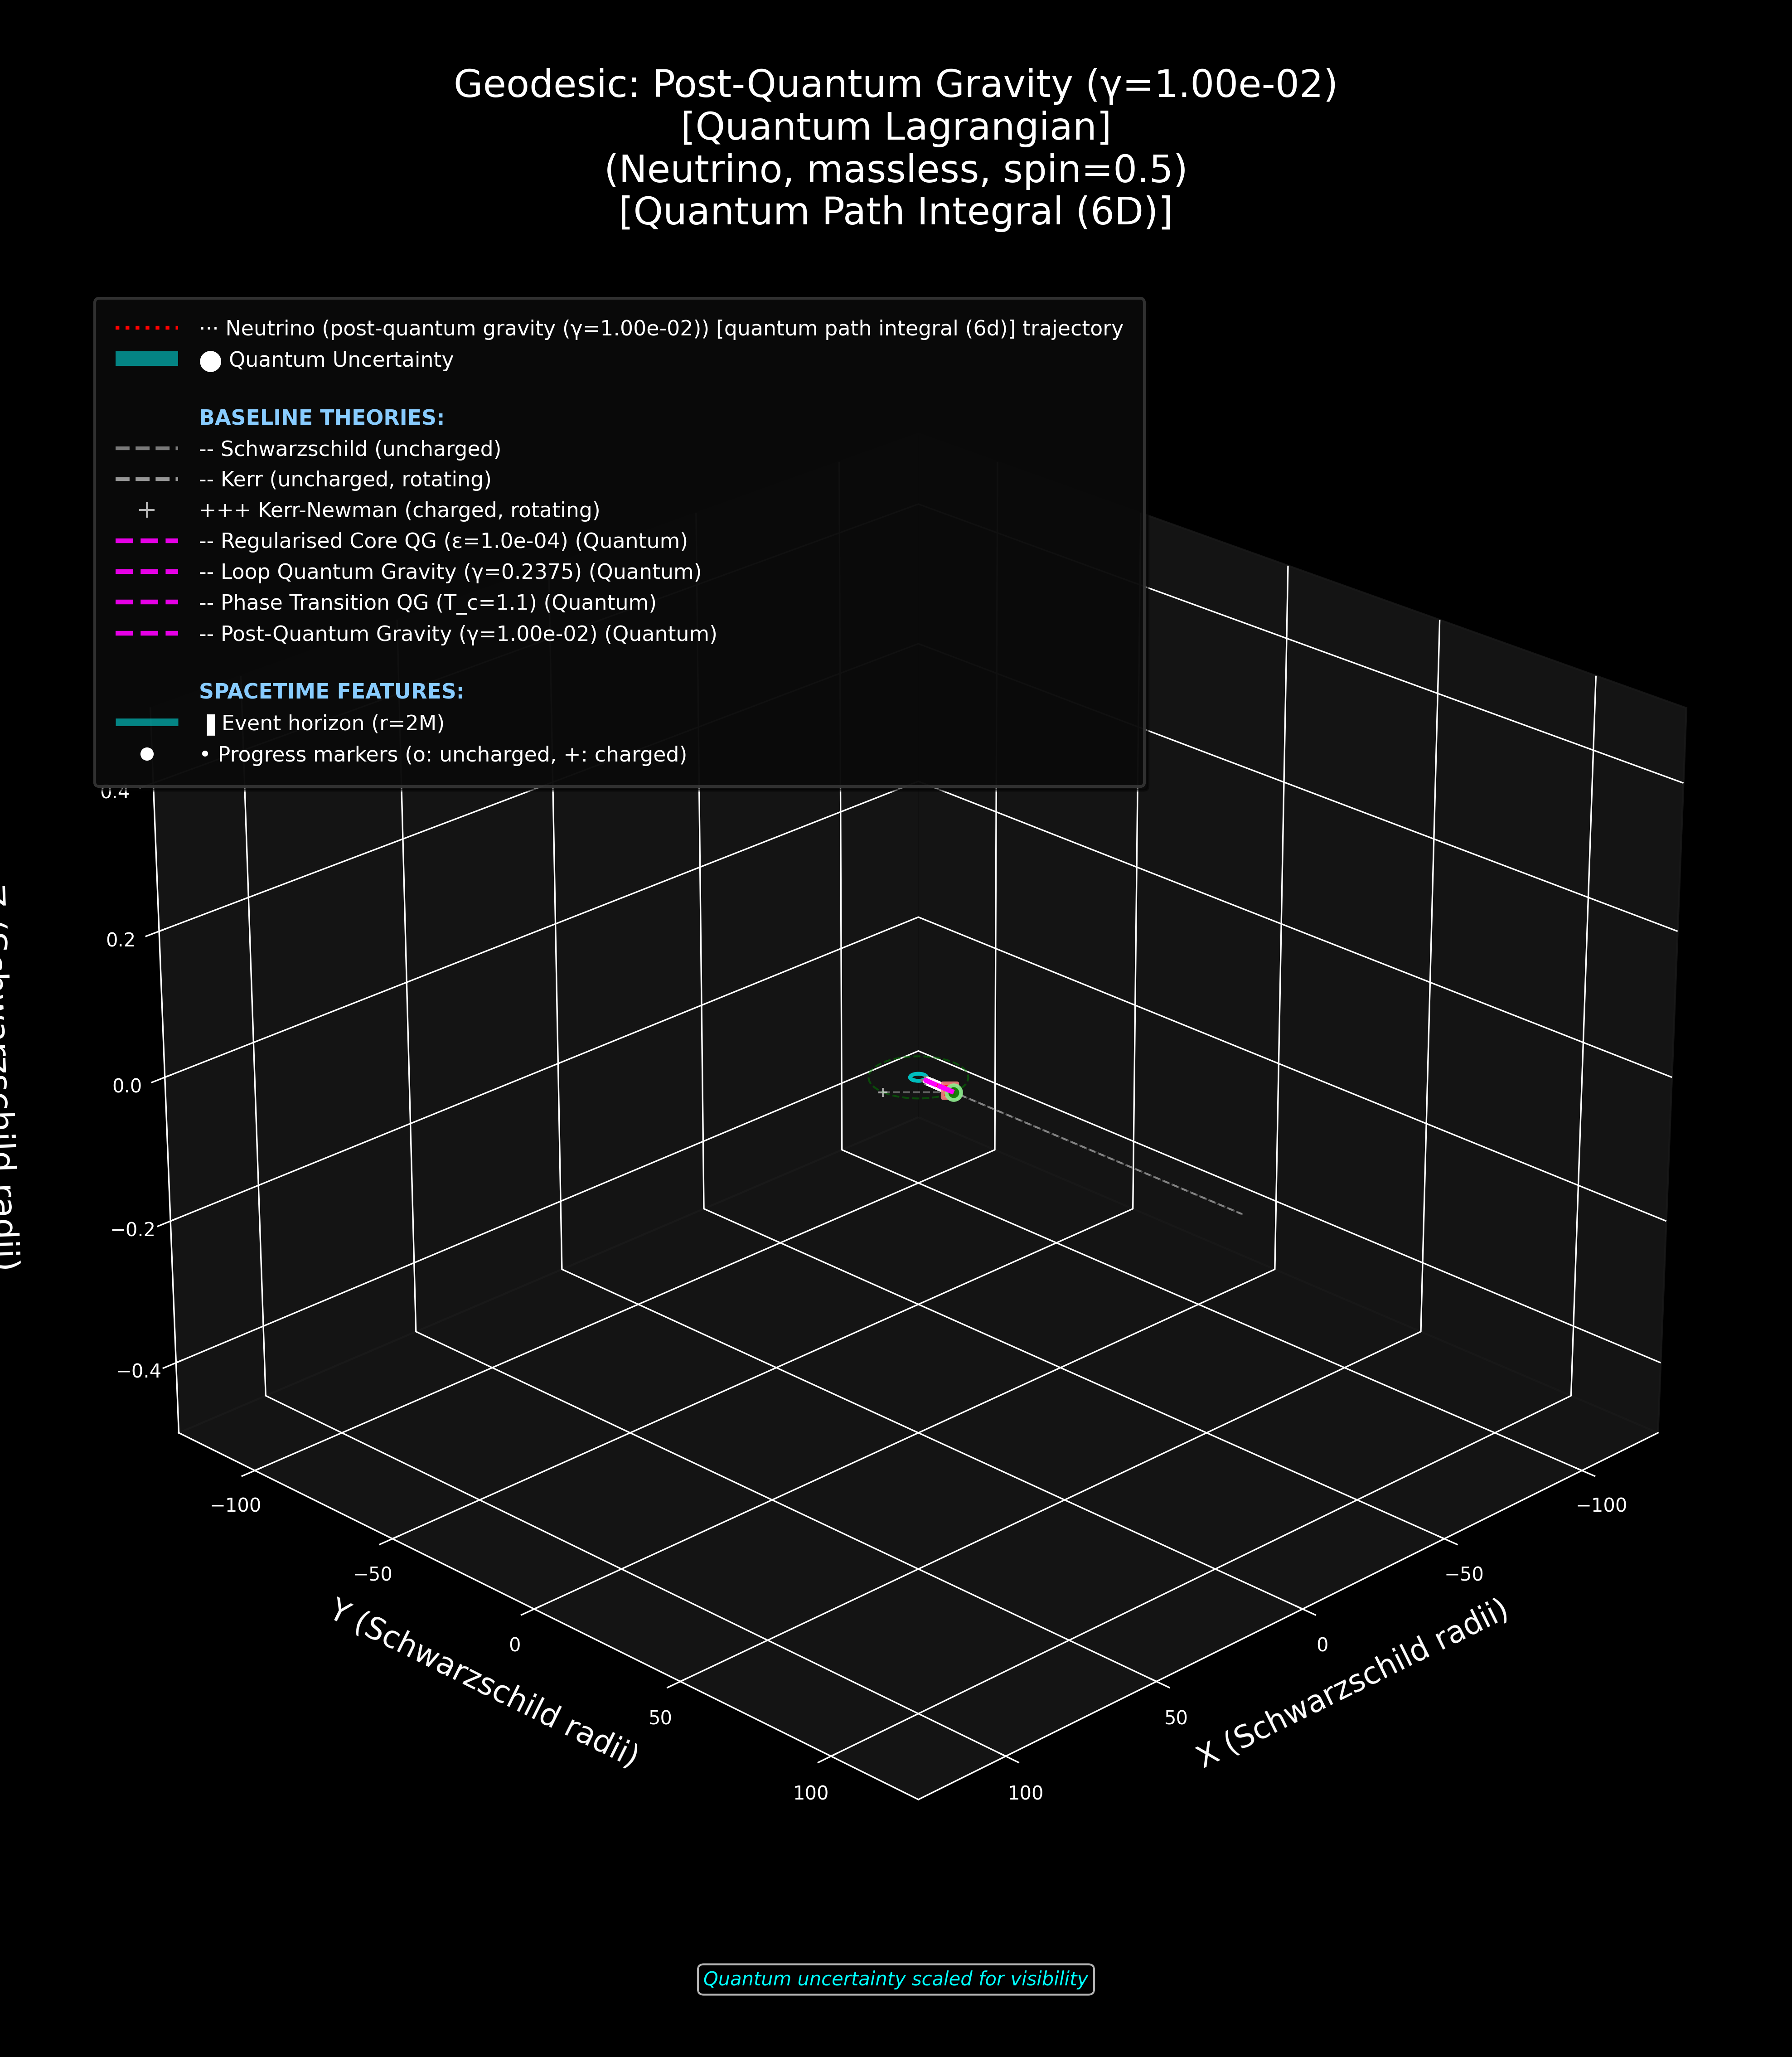 Geodesic: Post-Quantum Gravity (γ=1.00e-02)
[Quantum Lagrangian]
(Neutrino, massless, spin=0.5)
[Quantum Path Integral (6D)]
··· Neutrino (post-quantum gravity (γ=1.00e-02)) [quantum path integral (6d)] trajectory
● Quantum Uncertainty
BASELINE THEORIES:
-- Schwarzschild (uncharged)
-- Kerr (uncharged, rotating)
+++ Kerr-Newman (charged, rotating)
-- Regularised Core QG (ε=1.0e-04) (Quantum)
-- Loop Quantum Gravity (γ=0.2375) (Quantum)
-- Phase Transition QG (T_c=1.1) (Quantum)
-- Post-Quantum Gravity (γ=1.00e-02) (Quantum)
SPACETIME FEATURES:
▐ Event horizon (r=2M)
• Progress markers (o: uncharged, +: charged)
0.4
0.2
0.0
−0.2
−0.4
Z (Schwarzschild radii)
−100
−50
0
50
100
Y (Schwarzschild radii)
−100
−50
0
50
100
X (Schwarzschild radii)
Quantum uncertainty scaled for visibility